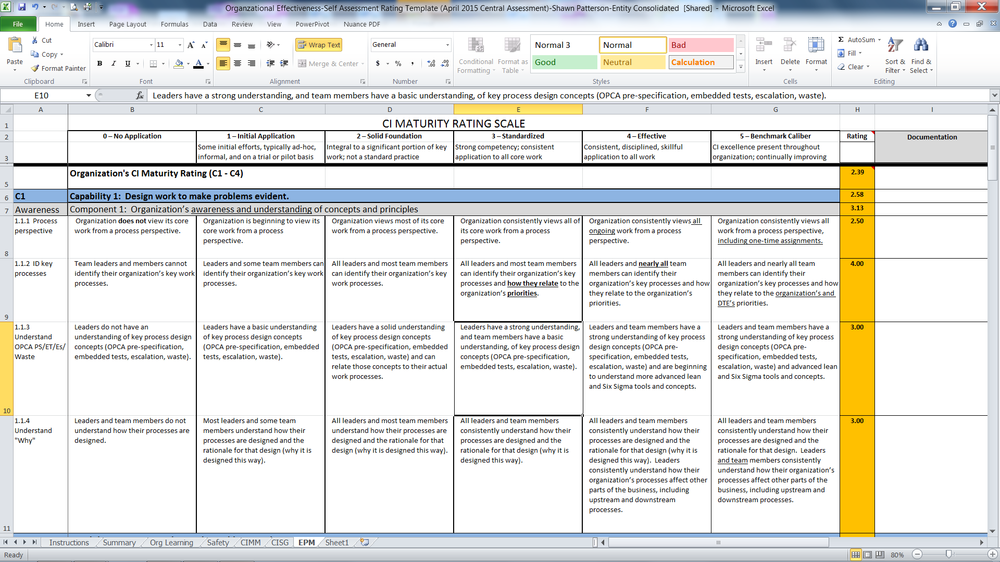 Organzational Effectiveness-Self Assessment Rating Template (April 2015 Central Assessment)-Shawn Patterson-Entity Consolidated [Shared] - Microsoft Excel
File Home Insert Page Layout Formulas Data Review View PowerPivot Nuance PDF
Paste
Cut
Copy
Format Painter
Clipboard
Calibri 11
B I U A
Font
Wrap Text
Merge & Center
Alignment
General
$ % ,
Number
Conditional Formatting
Format as Table
Normal 3 Normal Bad
Good Neutral Calculation
Styles
Insert Delete Format
Cells
Σ AutoSum
Fill
Clear
Sort & Filter
Find & Select
Editing
E10 fx Leaders have a strong understanding, and team members have a basic understanding, of key process design concepts (OPCA pre-specification, embedded tests, escalation, waste).
A B C D E F G H I
1 CI MATURITY RATING SCALE
2 0 – No Application 1 – Initial Application 2 – Solid Foundation 3 – Standardized 4 – Effective 5 – Benchmark Caliber Rating Documentation
3
Some initial efforts, typically ad-hoc,
informal, and on a trial or pilot basis
Integral to a significant portion of key
work; not a standard practice
Strong competency; consistent
application to all core work
Consistent, disciplined, skillful
application to all work
CI excellence present throughout
organization; continually improving
5 Organization's CI Maturity Rating (C1 - C4) 2.39
6 C1 Capability 1: Design work to make problems evident. 2.58
7 Awareness Component 1: Organization’s awareness and understanding of concepts and principles 3.13
8
1.1.1 Process
perspective
Organization does not view its core
work from a process perspective.
Organization is beginning to view its
core work from a process
perspective.
Organization views most of its core
work from a process perspective.
Organization consistently views all of
its core work from a process
perspective.
Organization consistently views all
ongoing work from a process
perspective.
Organization consistently views all
work from a process perspective,
including one-time assignments.
2.50
9
1.1.2 ID key
processes
Team leaders and members cannot
identify their organization’s key work
processes.
Leaders and some team members can
identify their organization’s key work
processes.
All leaders and most team members
can identify their organization’s key
work processes.
All leaders and most team members
can identify their organization’s key
processes and how they relate to the
organization’s priorities.
All leaders and nearly all team
members can identify their
organization’s key processes and how
they relate to the organization’s
priorities.
All leaders and nearly all team
members can identify their
organization’s key processes and how
they relate to the organization’s and
DTE’s priorities.
4.00
10
1.1.3
Understand
OPCA PS/ET/Es/
Waste
Leaders do not have an
understanding of key process design
concepts (OPCA pre-specification,
embedded tests, escalation, waste).
Leaders have a basic understanding
of key process design concepts
(OPCA pre-specification, embedded
tests, escalation, waste).
Leaders have a solid understanding
of key process design concepts
(OPCA pre-specification, embedded
tests, escalation, waste) and can
relate those concepts to their actual
work processes.
Leaders have a strong understanding,
and team members have a basic
understanding, of key process design
concepts (OPCA pre-specification,
embedded tests, escalation, waste).
Leaders and team members have a
strong understanding of key process
design concepts (OPCA pre-
specification, embedded tests,
escalation, waste) and are beginning
to understand more advanced lean
and Six Sigma tools and concepts.
Leaders and team members have a
strong understanding of key process
design concepts (OPCA pre-
specification, embedded tests,
escalation, waste) and advanced lean
and Six Sigma tools and concepts.
3.00
11
1.1.4
Understand
"Why"
Leaders and team members do not
understand how their processes are
designed.
Most leaders and some team
members understand how their
processes are designed and the
rationale for that design (why it is
designed this way).
All leaders and most team members
understand how their processes are
designed and the rationale for that
design (why it is designed this way).
All leaders and team members
consistently understand how their
processes are designed and the
rationale for that design (why it is
designed this way).
All leaders and team members
consistently understand how their
processes are designed and the
rationale for that design (why it is
designed this way). Leaders
consistently understand how their
organization’s processes affect other
parts of the business, including
upstream and downstream
processes.
All leaders and team members
consistently understand how their
processes are designed and the
rationale for that design. Leaders
and team members consistently
understand how their organization’s
processes affect other parts of the
business, including upstream and
downstream processes.
3.00
Instructions Summary Org Learning Safety CIMM CISG EPM Sheet1
Ready 80%